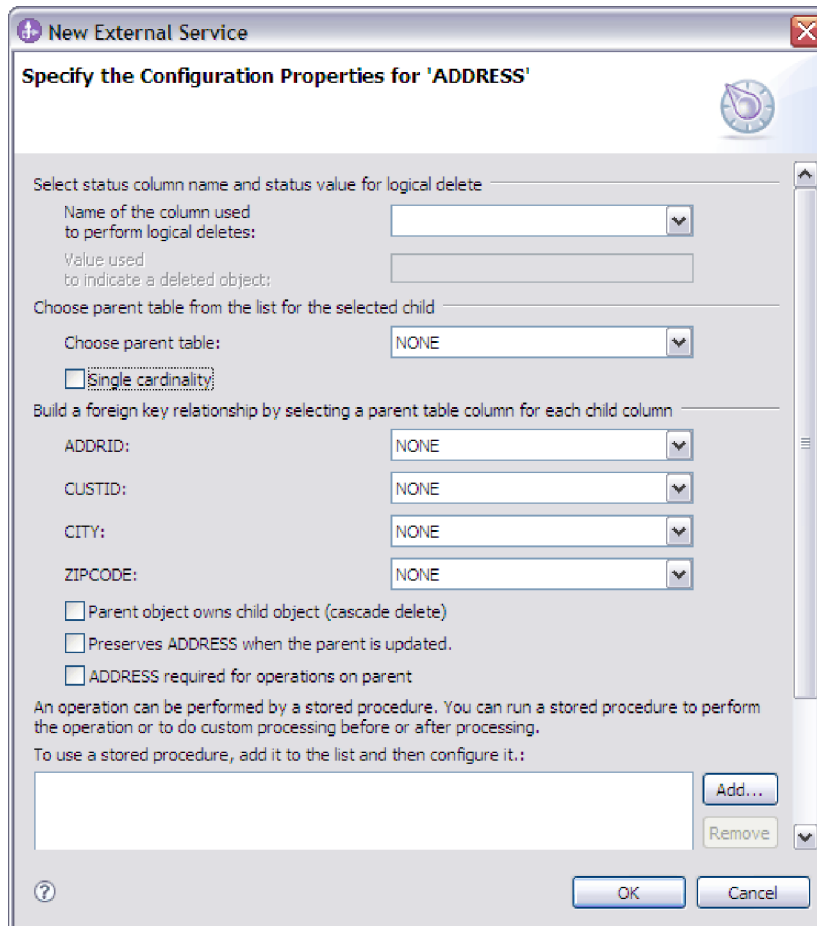 New External Service
Specify the Configuration Properties for 'ADDRESS'
Select status column name and status value for logical delete
Name of the column used
to perform logical deletes:
Value used
to indicate a deleted object:
Choose parent table from the list for the selected child
Choose parent table:
NONE
Single cardinality
Build a foreign key relationship by selecting a parent table column for each child column
ADDRID:
NONE
CUSTID:
NONE
CITY:
NONE
ZIPCODE:
NONE
Parent object owns child object (cascade delete)
Preserves ADDRESS when the parent is updated.
ADDRESS required for operations on parent
An operation can be performed by a stored procedure. You can run a stored procedure to perform
the operation or to do custom processing before or after processing.
To use a stored procedure, add it to the list and then configure it.:
Add...
Remove
?
OK
Cancel